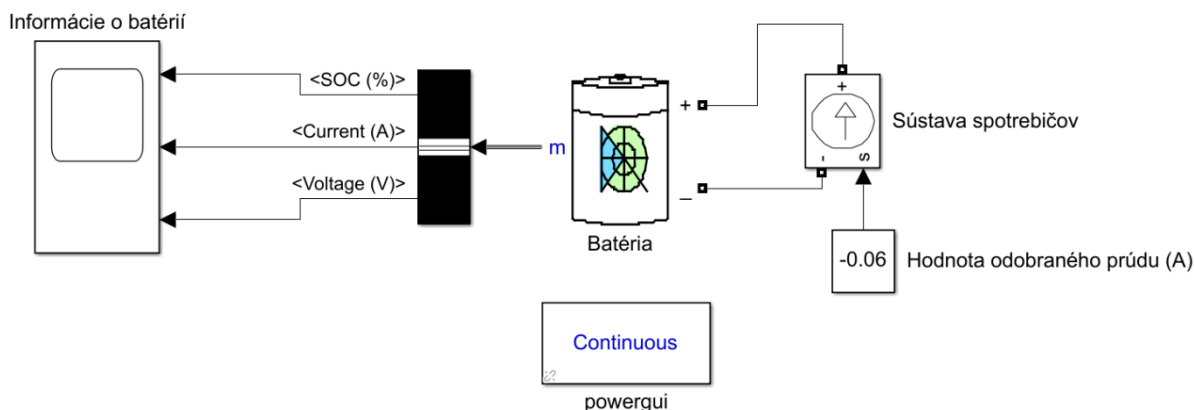 Informácie o batérií
<SOC (%)>
<Current (A)>
<Voltage (V)>
m
+
_
Batéria
+
-
s
Sústava spotrebičov
-0.06
Hodnota odobraného prúdu (A)
Continuous
¿?
powergui